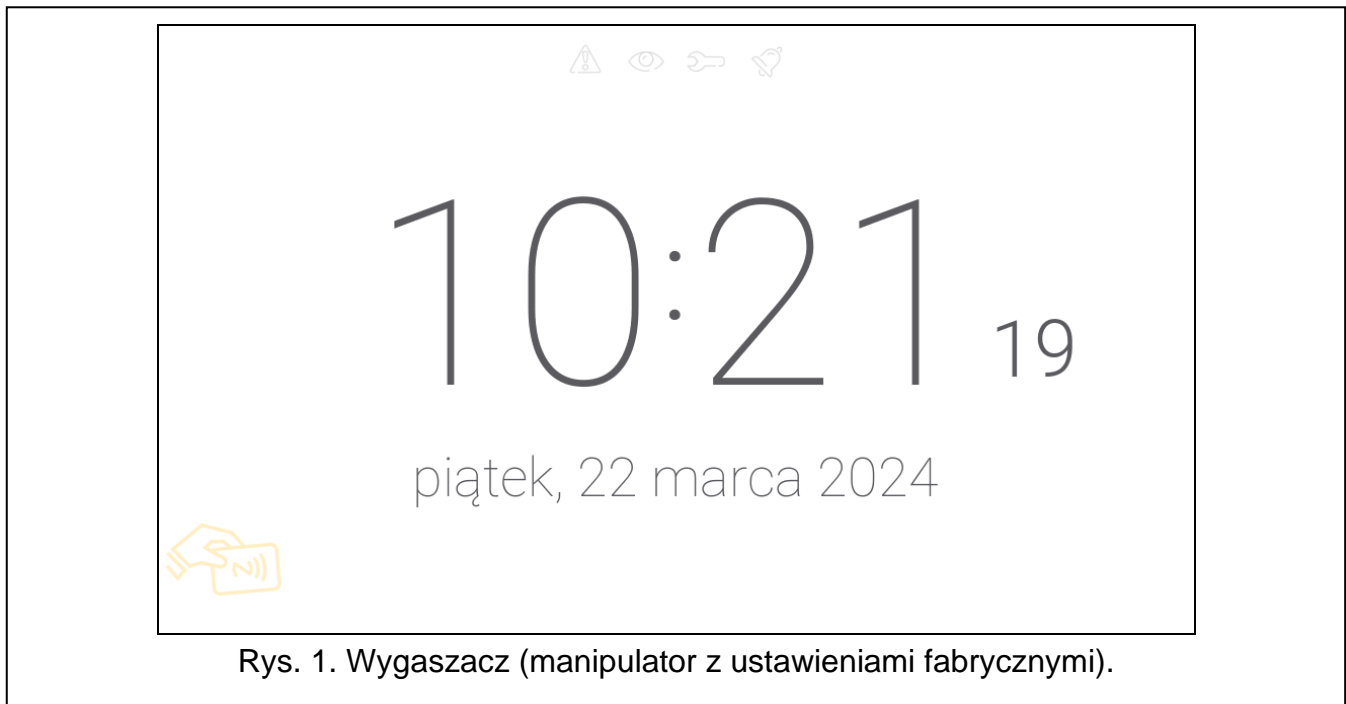 10:21 19
piątek, 22 marca 2024
Rys. 1. Wygaszacz (manipulator z ustawieniami fabrycznymi).